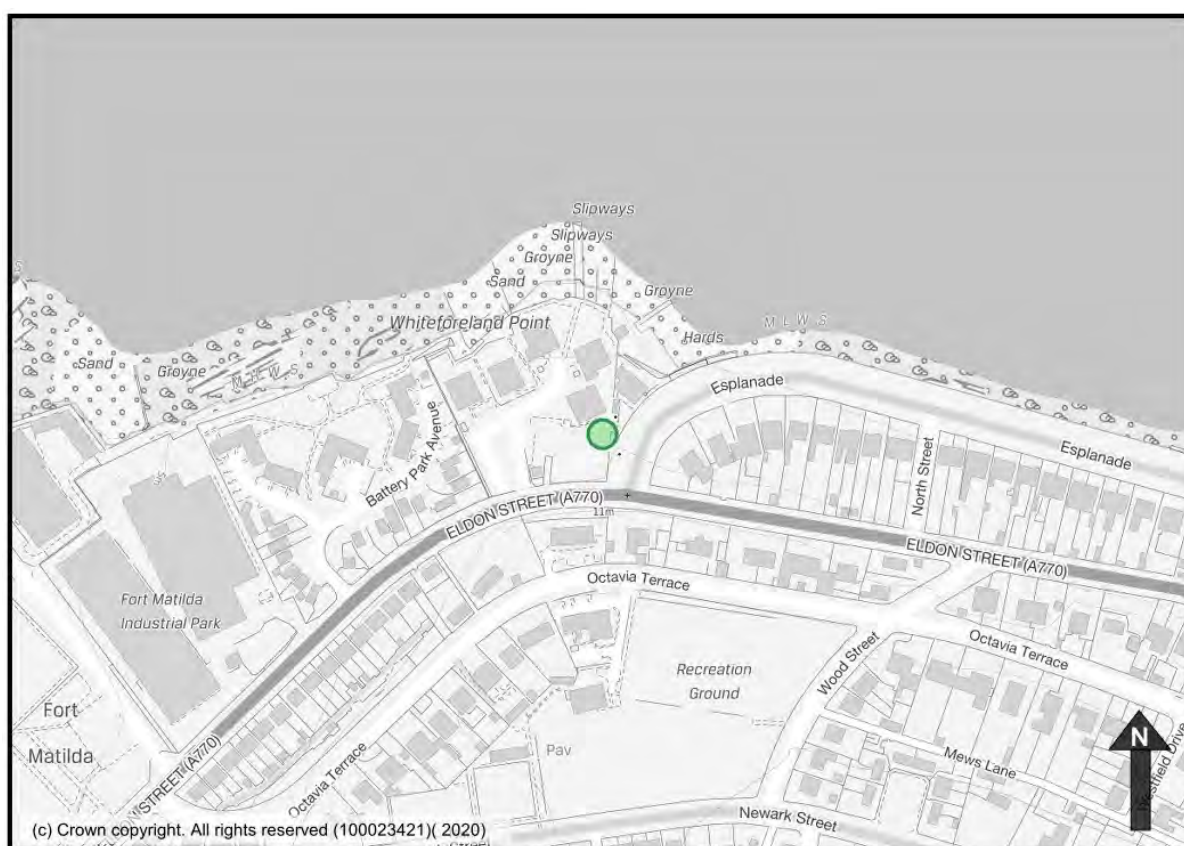 Slipways
Slipways
Groyne
Sand
Groyne
Whiteforeland Point
M L W S
Hards
Sand
Groyne
M.L.W.S
Esplanade
Esplanade
North Street
Battery Park Avenue
ELDON STREET (A770)
11m
ELDON STREET (A770)
Octavia Terrace
Fort Matilda
Industrial Park
Wood Street
Octavia Terrace
Recreation
Ground
Fort
Matilda
Pav
Mews Lane
N
Octavia Terrace
STREET (A770)
Newark Street
(c) Crown copyright. All rights reserved (100023421)( 2020)